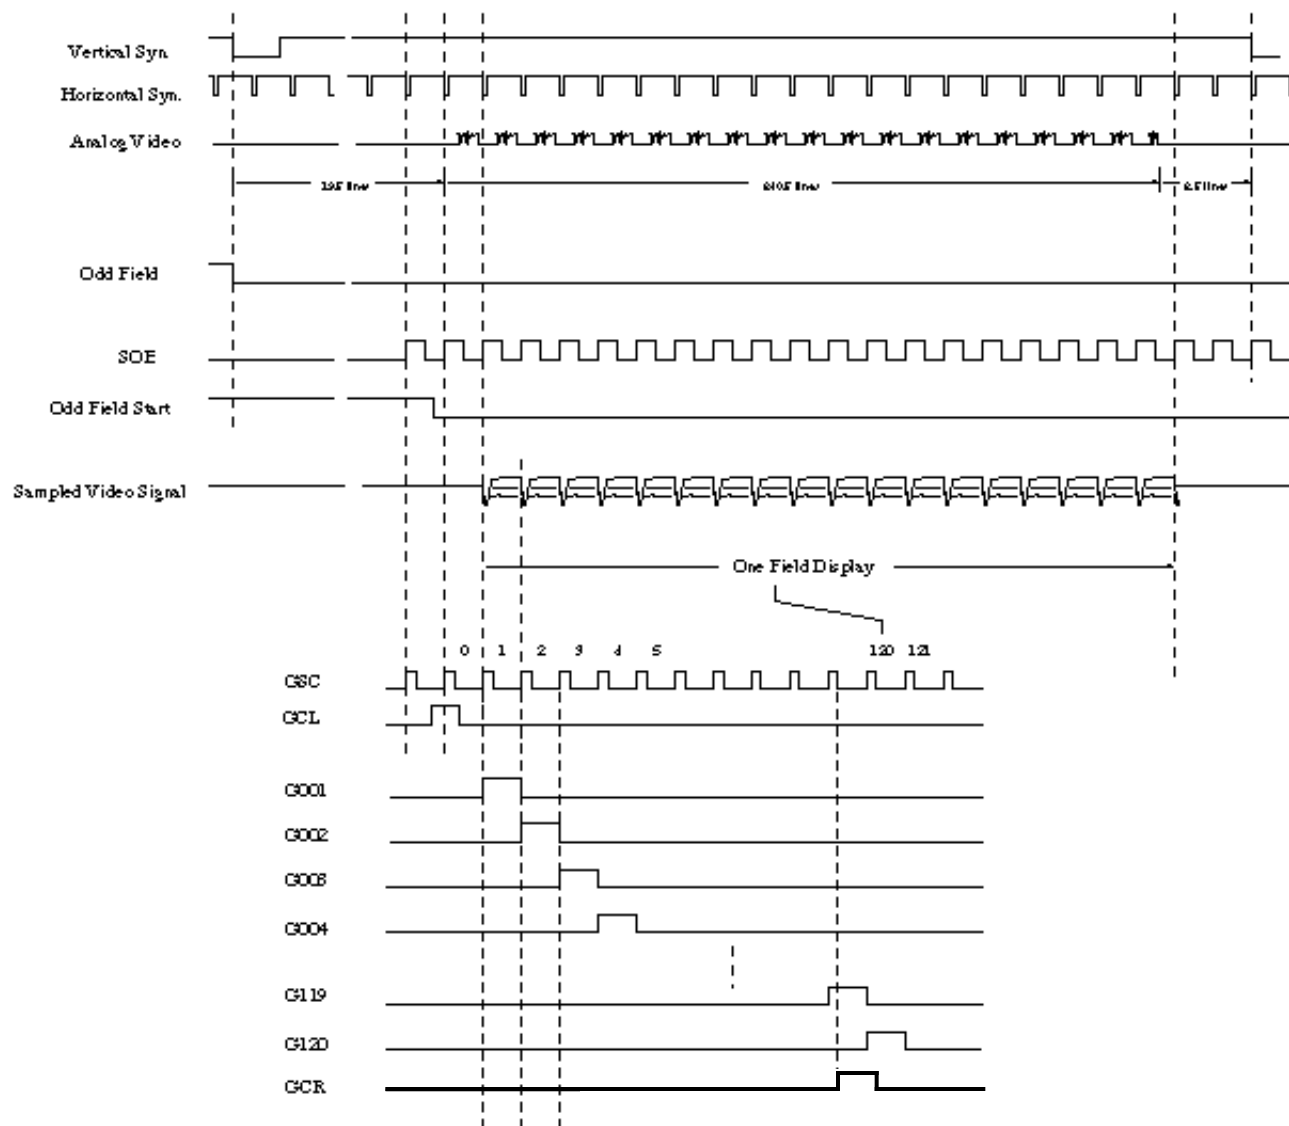 Vertical Syn
Horizontal Syn.
Analog Video
Odd Field
SOE
Odd Field Start
Sampled Video Signal
One Field Display
0 1 2 3 4 5 120 121
GSC
GCL
G001
G002
G003
G004
G119
G120
GCR